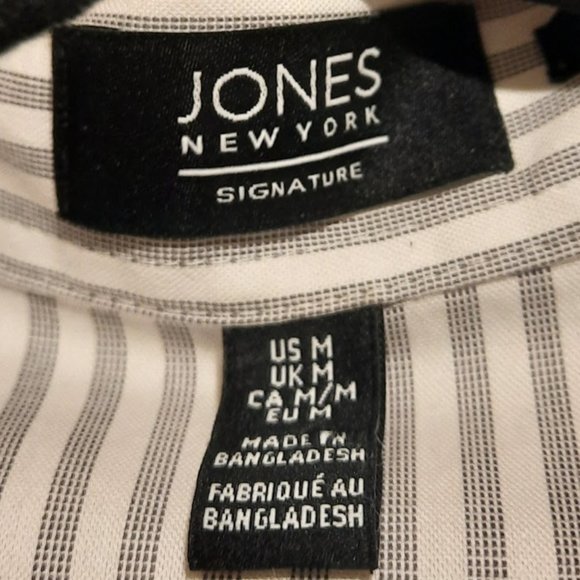 JONES
NEW YORK
SIGNATURE
US M
UK M
CA M/M
EU M
MADE IN
BANGLADESH
FABRIQUÉ AU
BANGLADESH